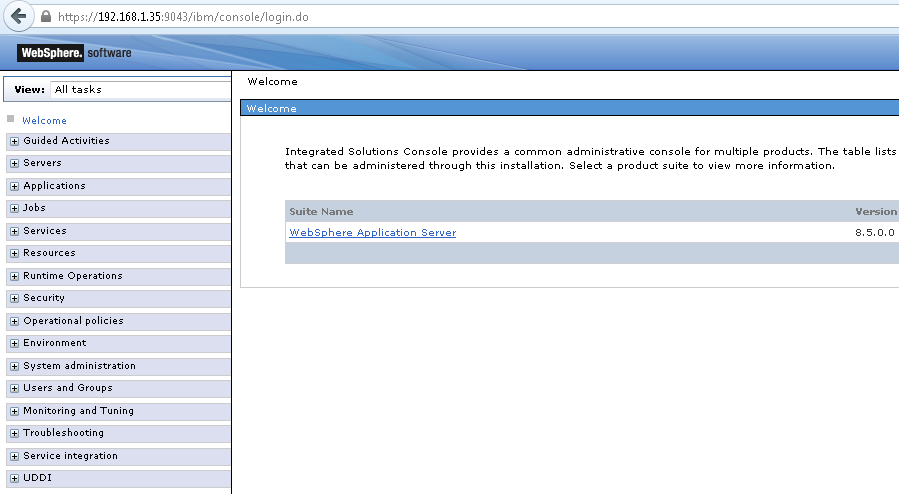 https://192.168.1.35:9043/ibm/console/login.do
WebSphere. software
View: All tasks
Welcome
Guided Activities
Servers
Applications
Jobs
Services
Resources
Runtime Operations
Security
Operational policies
Environment
System administration
Users and Groups
Monitoring and Tuning
Troubleshooting
Service integration
UDDI
Welcome
Welcome
Integrated Solutions Console provides a common administrative console for multiple products. The table lists
that can be administered through this installation. Select a product suite to view more information.
Suite Name Version
WebSphere Application Server 8.5.0.0